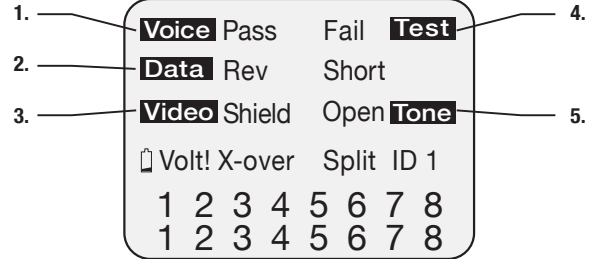 1. Voice Pass Fail Test 4.
2. Data Rev Short
3. Video Shield Open Tone 5.
Volt! X-over Split ID 1
1 2 3 4 5 6 7 8
1 2 3 4 5 6 7 8